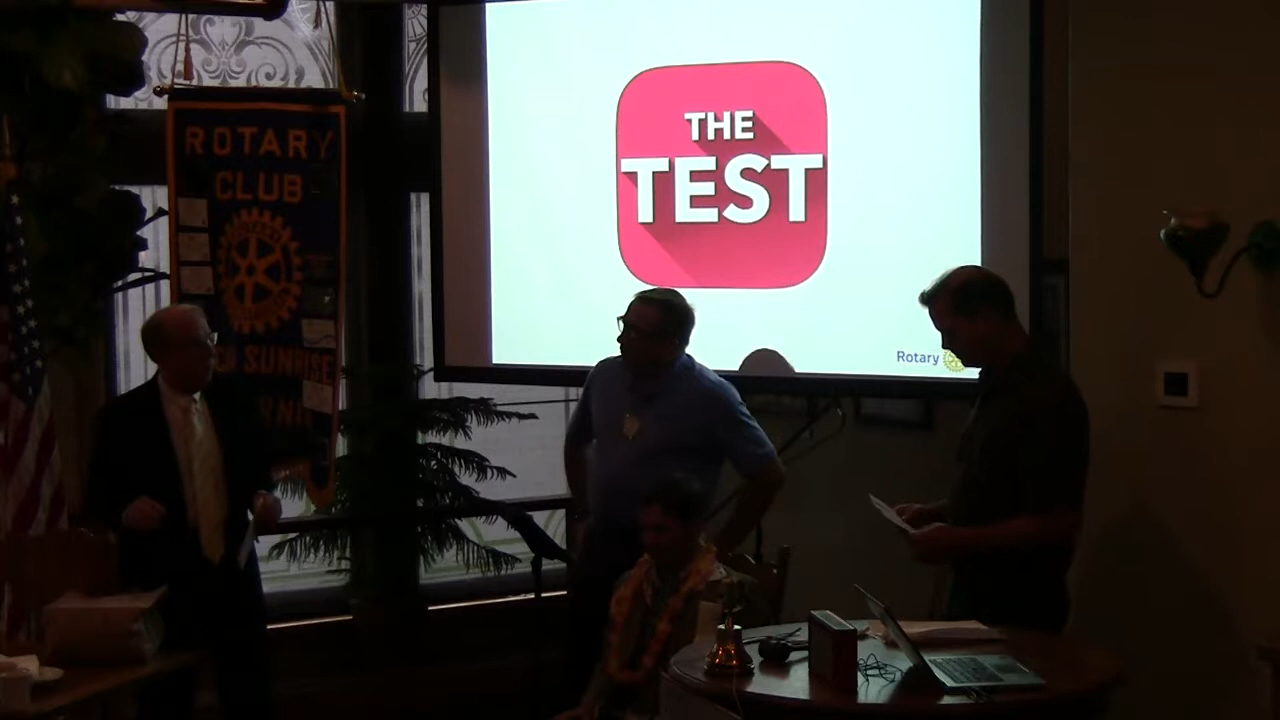 ROTARY
CLUB
SUNRISE
THE
TEST
Rotary